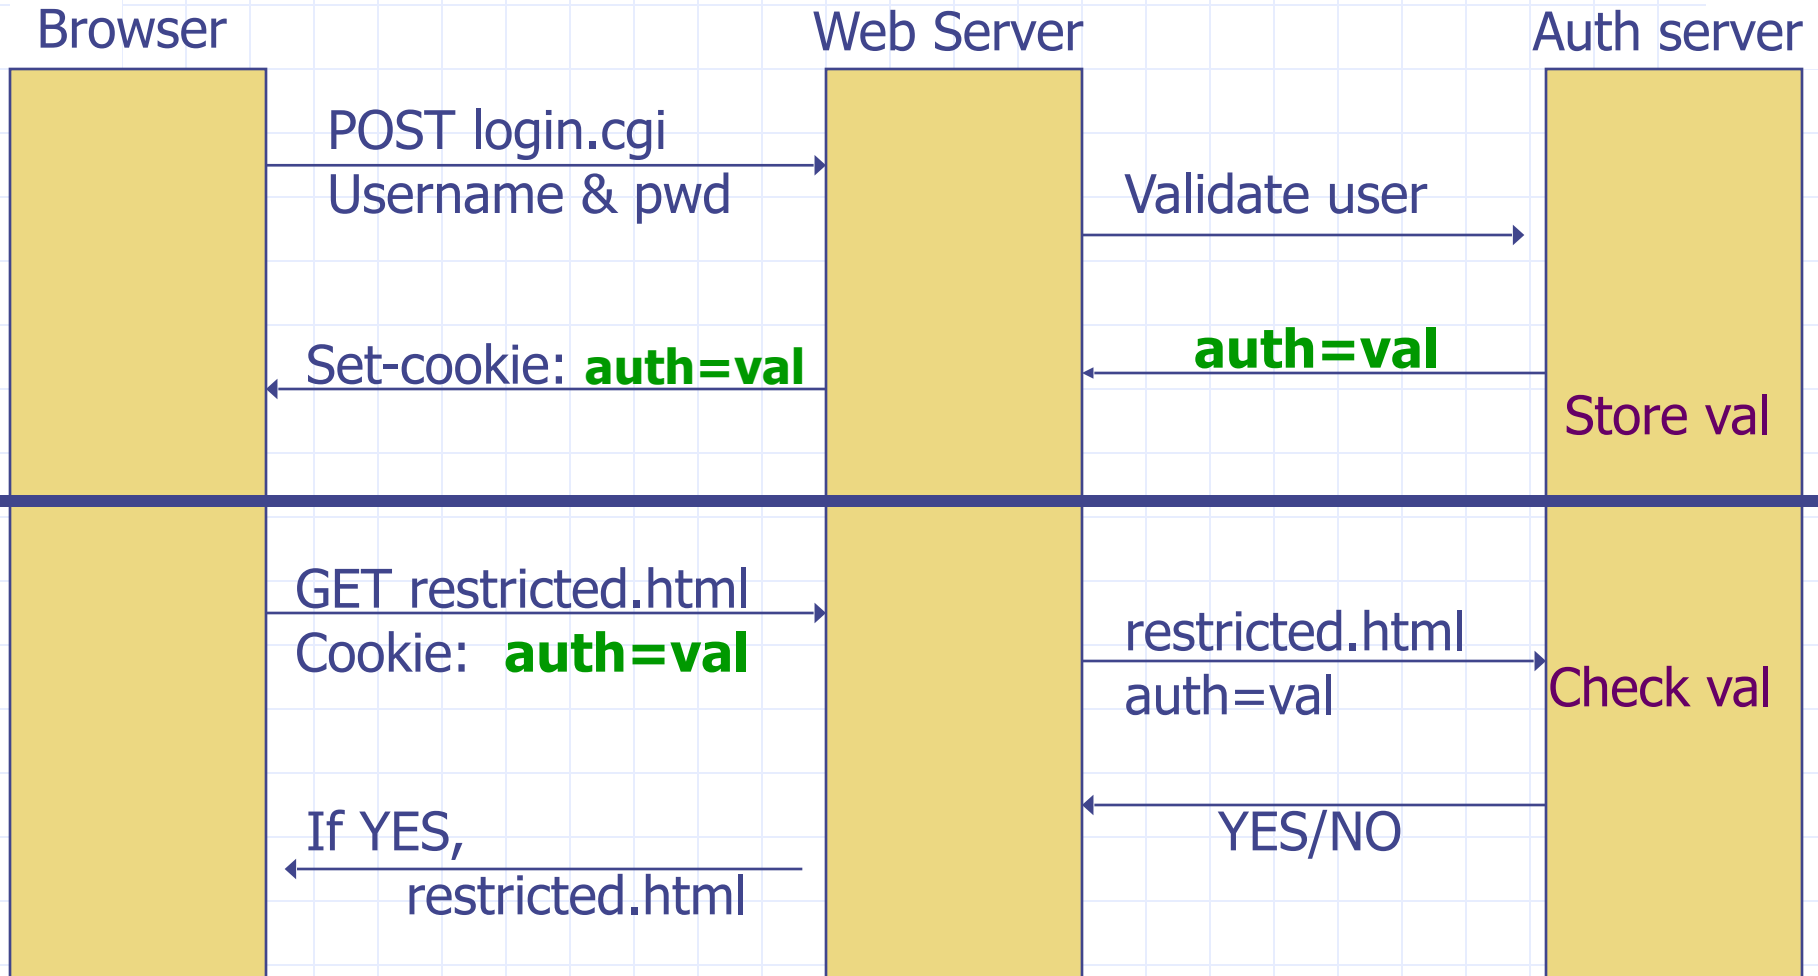 Browser
Web Server
Auth server
POST login.cgi
Username & pwd
Validate user
auth=val
Set-cookie: auth=val
Store val
GET restricted.html
Cookie: auth=val
restricted.html
auth=val
Check val
YES/NO
If YES,
restricted.html